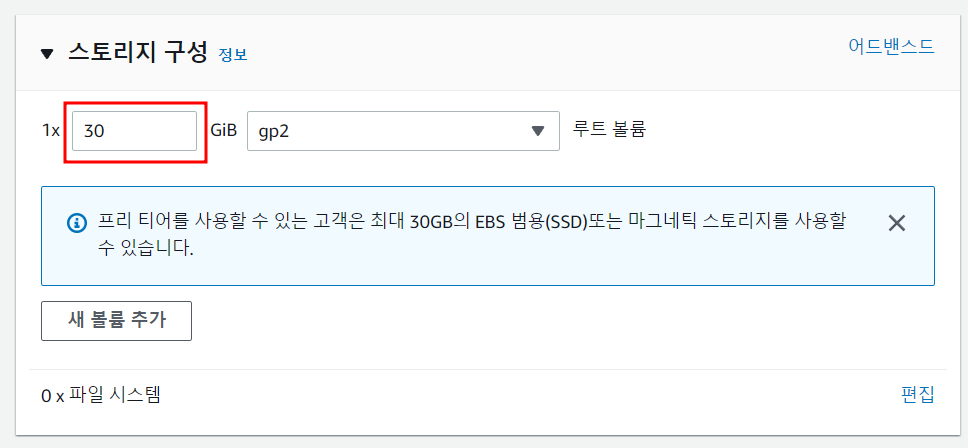 스토리지 구성 정보
어드밴스드
1x 30 GiB gp2 루트 볼륨
프리 티어를 사용할 수 있는 고객은 최대 30GB의 EBS 범용(SSD)또는 마그네틱 스토리지를 사용할
수 있습니다.
새 볼륨 추가
0 x 파일 시스템
편집